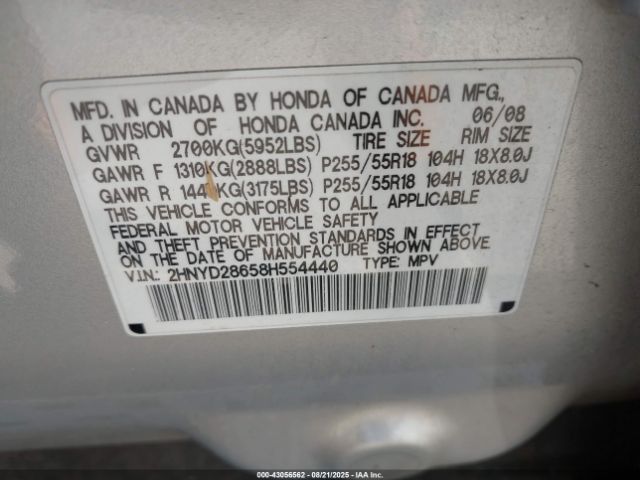 MFD. IN CANADA BY HONDA OF CANADA MFG.,
A DIVISION OF HONDA CANADA INC. 06/08
GVWR 2700KG(5952LBS) TIRE SIZE RIM SIZE
GAWR F 1310KG(2888LBS) P255/55R18 104H 18X8.0J
GAWR R 1440KG(3175LBS) P255/55R18 104H 18X8.0J
THIS VEHICLE CONFORMS TO ALL APPLICABLE
FEDERAL MOTOR VEHICLE SAFETY
AND THEFT PREVENTION STANDARDS IN EFFECT
ON THE DATE OF MANUFACTURE SHOWN ABOVE.
V.I.N.: 2HNYD28658H554440 TYPE: MPV
000-43056562 - 08/21/2025 - IAA Inc.